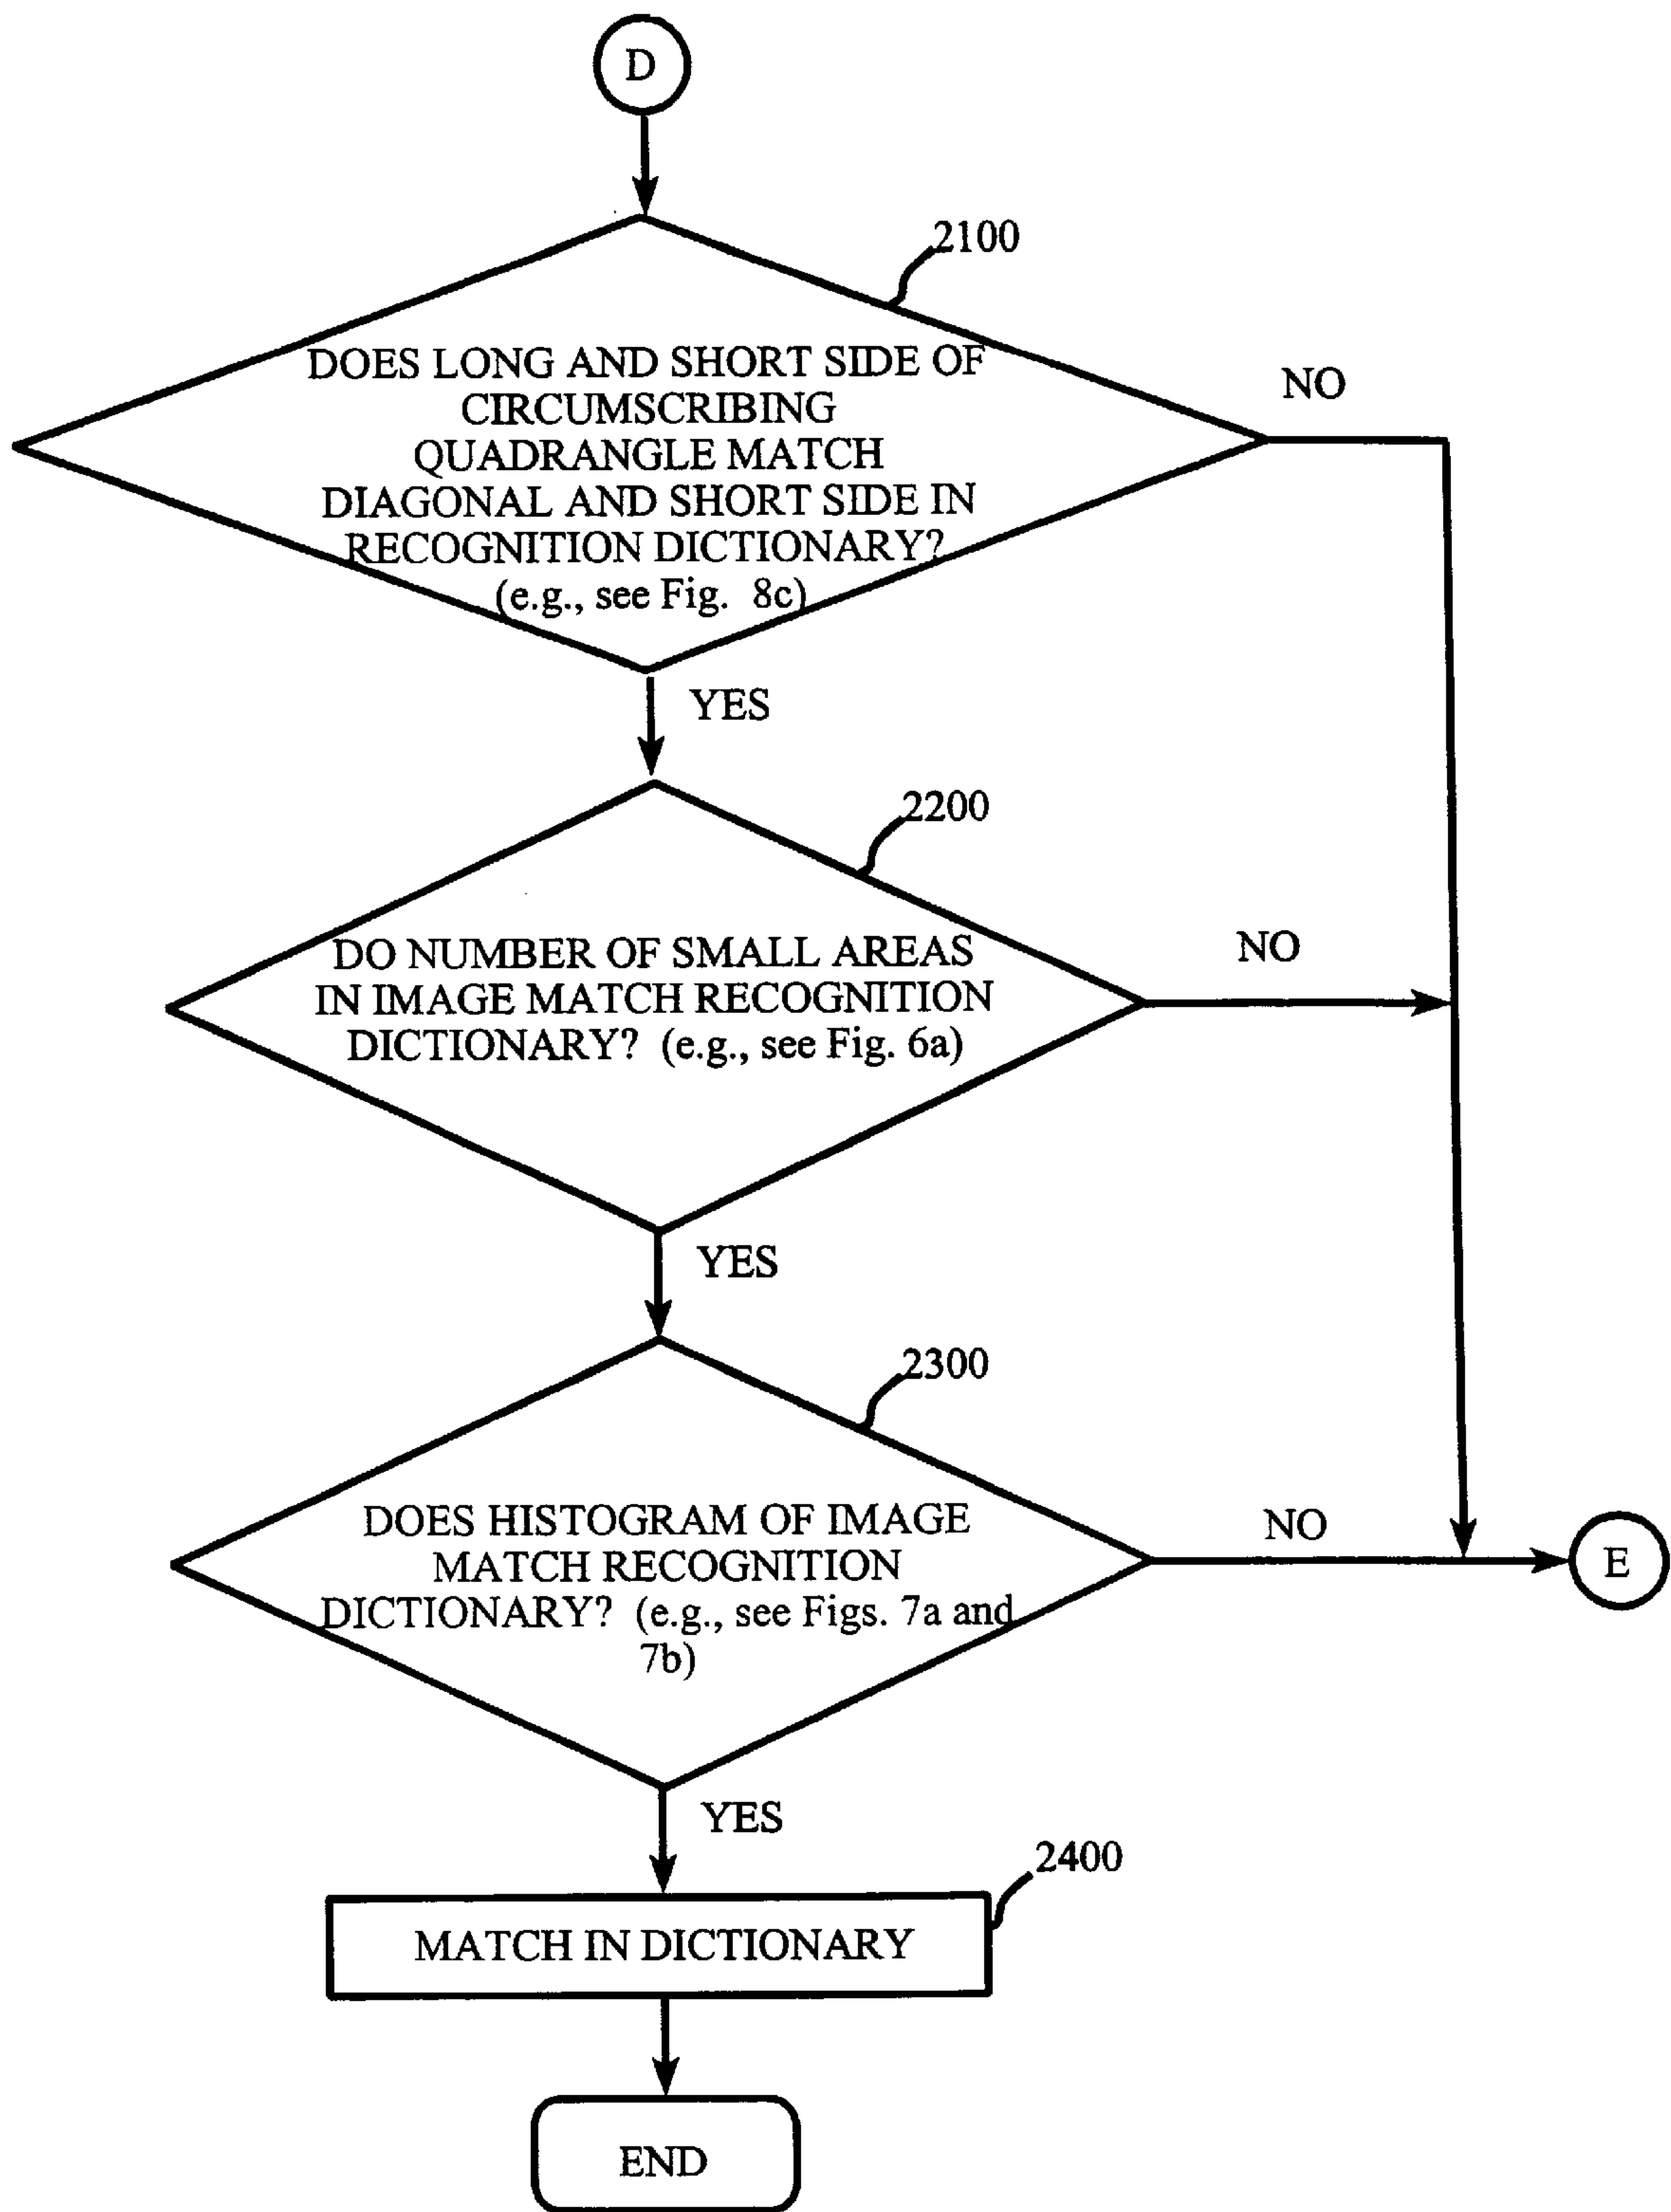 D
2100
DOES LONG AND SHORT SIDE OF
CIRCUMSCRIBING
QUADRANGLE MATCH
DIAGONAL AND SHORT SIDE IN
RECOGNITION DICTIONARY?
(e.g., see Fig. 8c)
NO
YES
2200
DO NUMBER OF SMALL AREAS
IN IMAGE MATCH RECOGNITION
DICTIONARY? (e.g., see Fig. 6a)
NO
YES
2300
DOES HISTOGRAM OF IMAGE
MATCH RECOGNITION
DICTIONARY? (e.g., see Figs. 7a and
7b)
NO
E
YES
2400
MATCH IN DICTIONARY
END